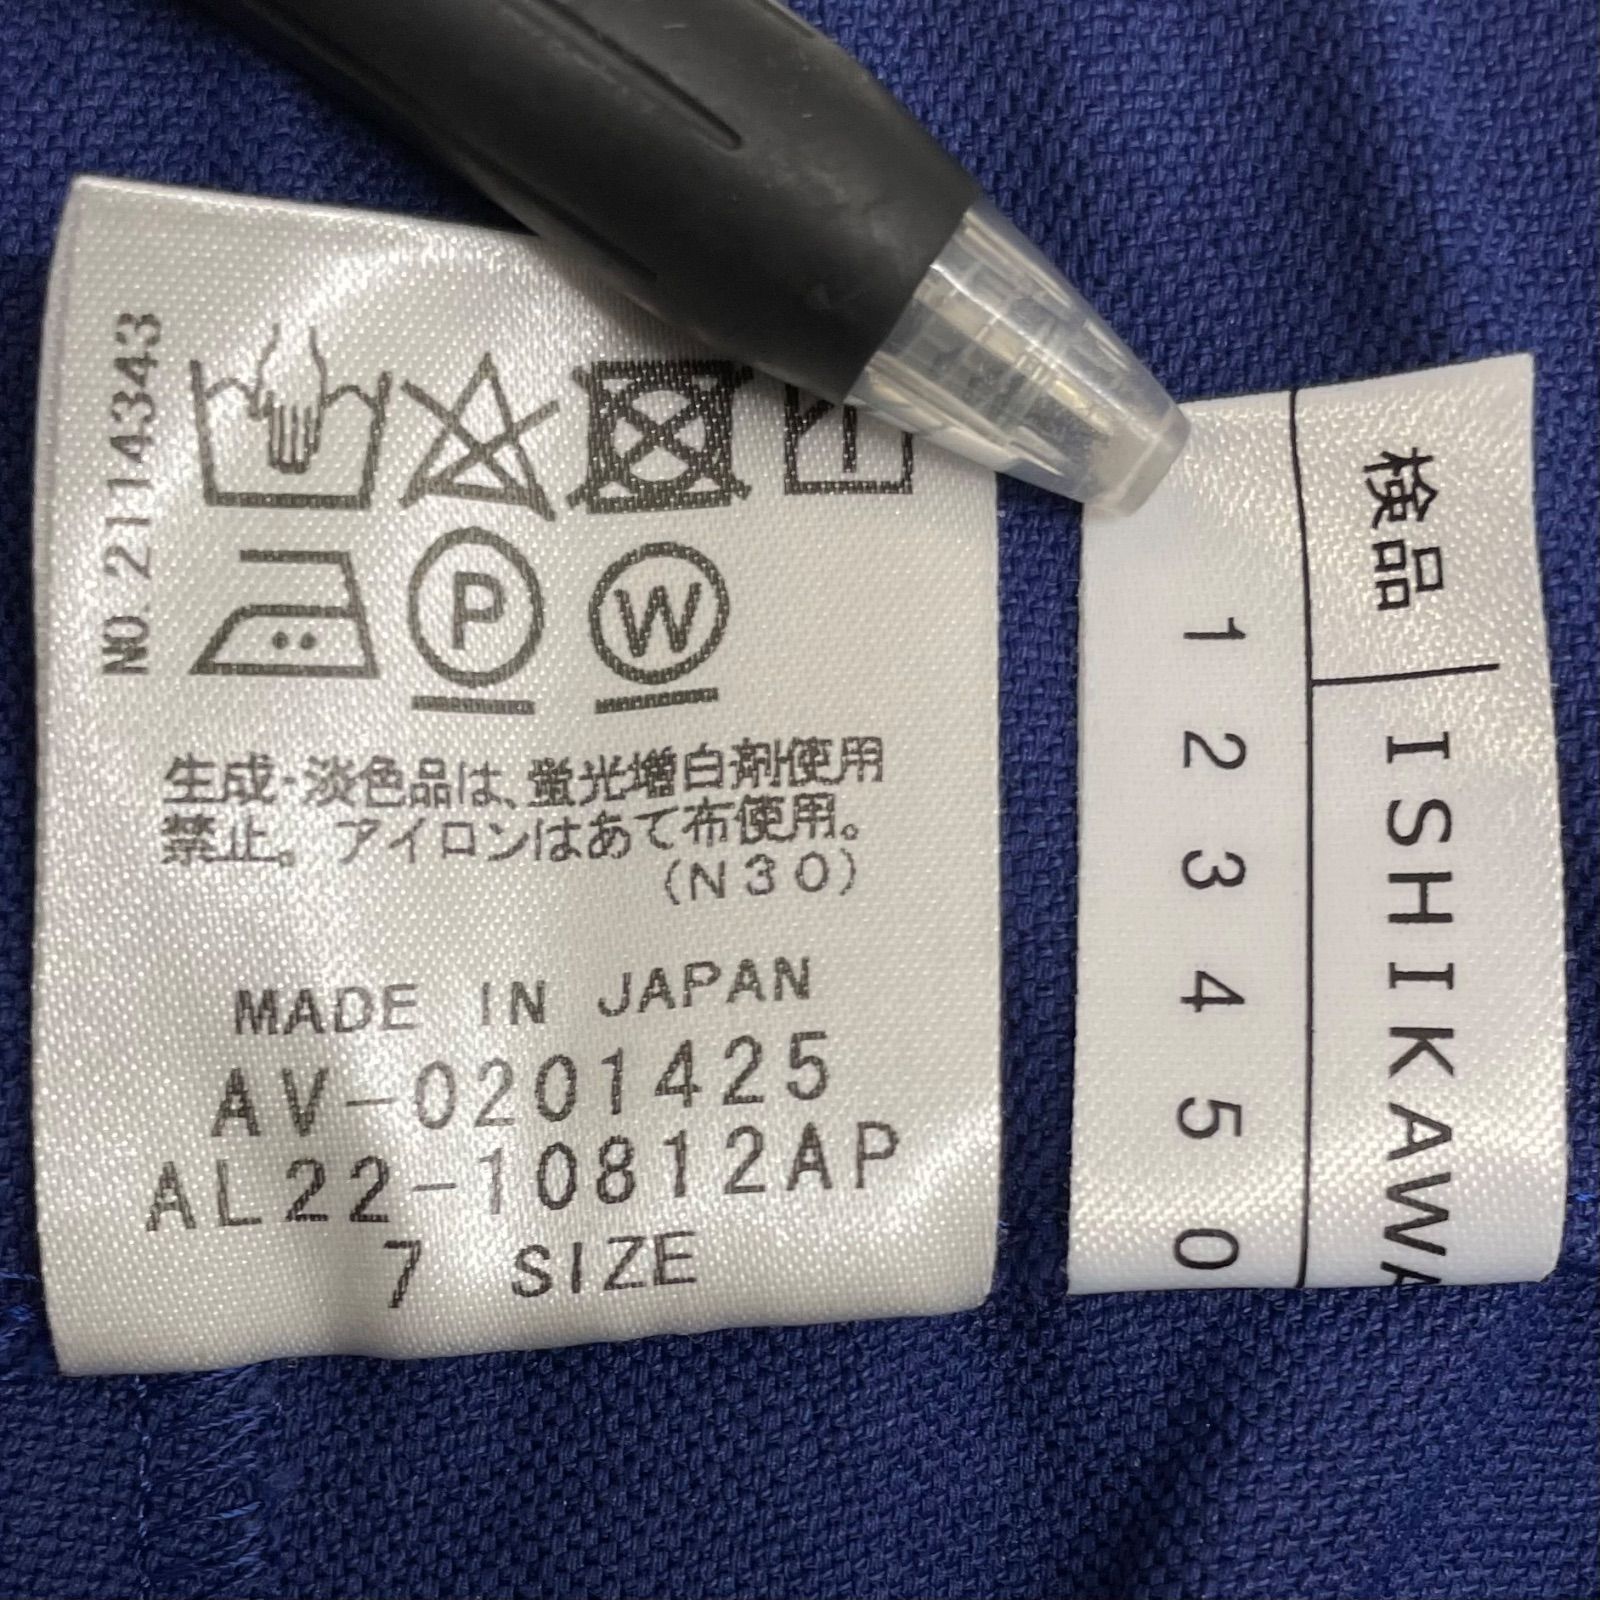 NO. 21143443
P W
生成・淡色品は、蛍光増白剤使用
禁止。アイロンはあて布使用。
(N30)
MADE IN JAPAN
AV-0201425
AL22-10812AP
7 SIZE
検品 ISHIKAWA
1 2 3 4 5 0